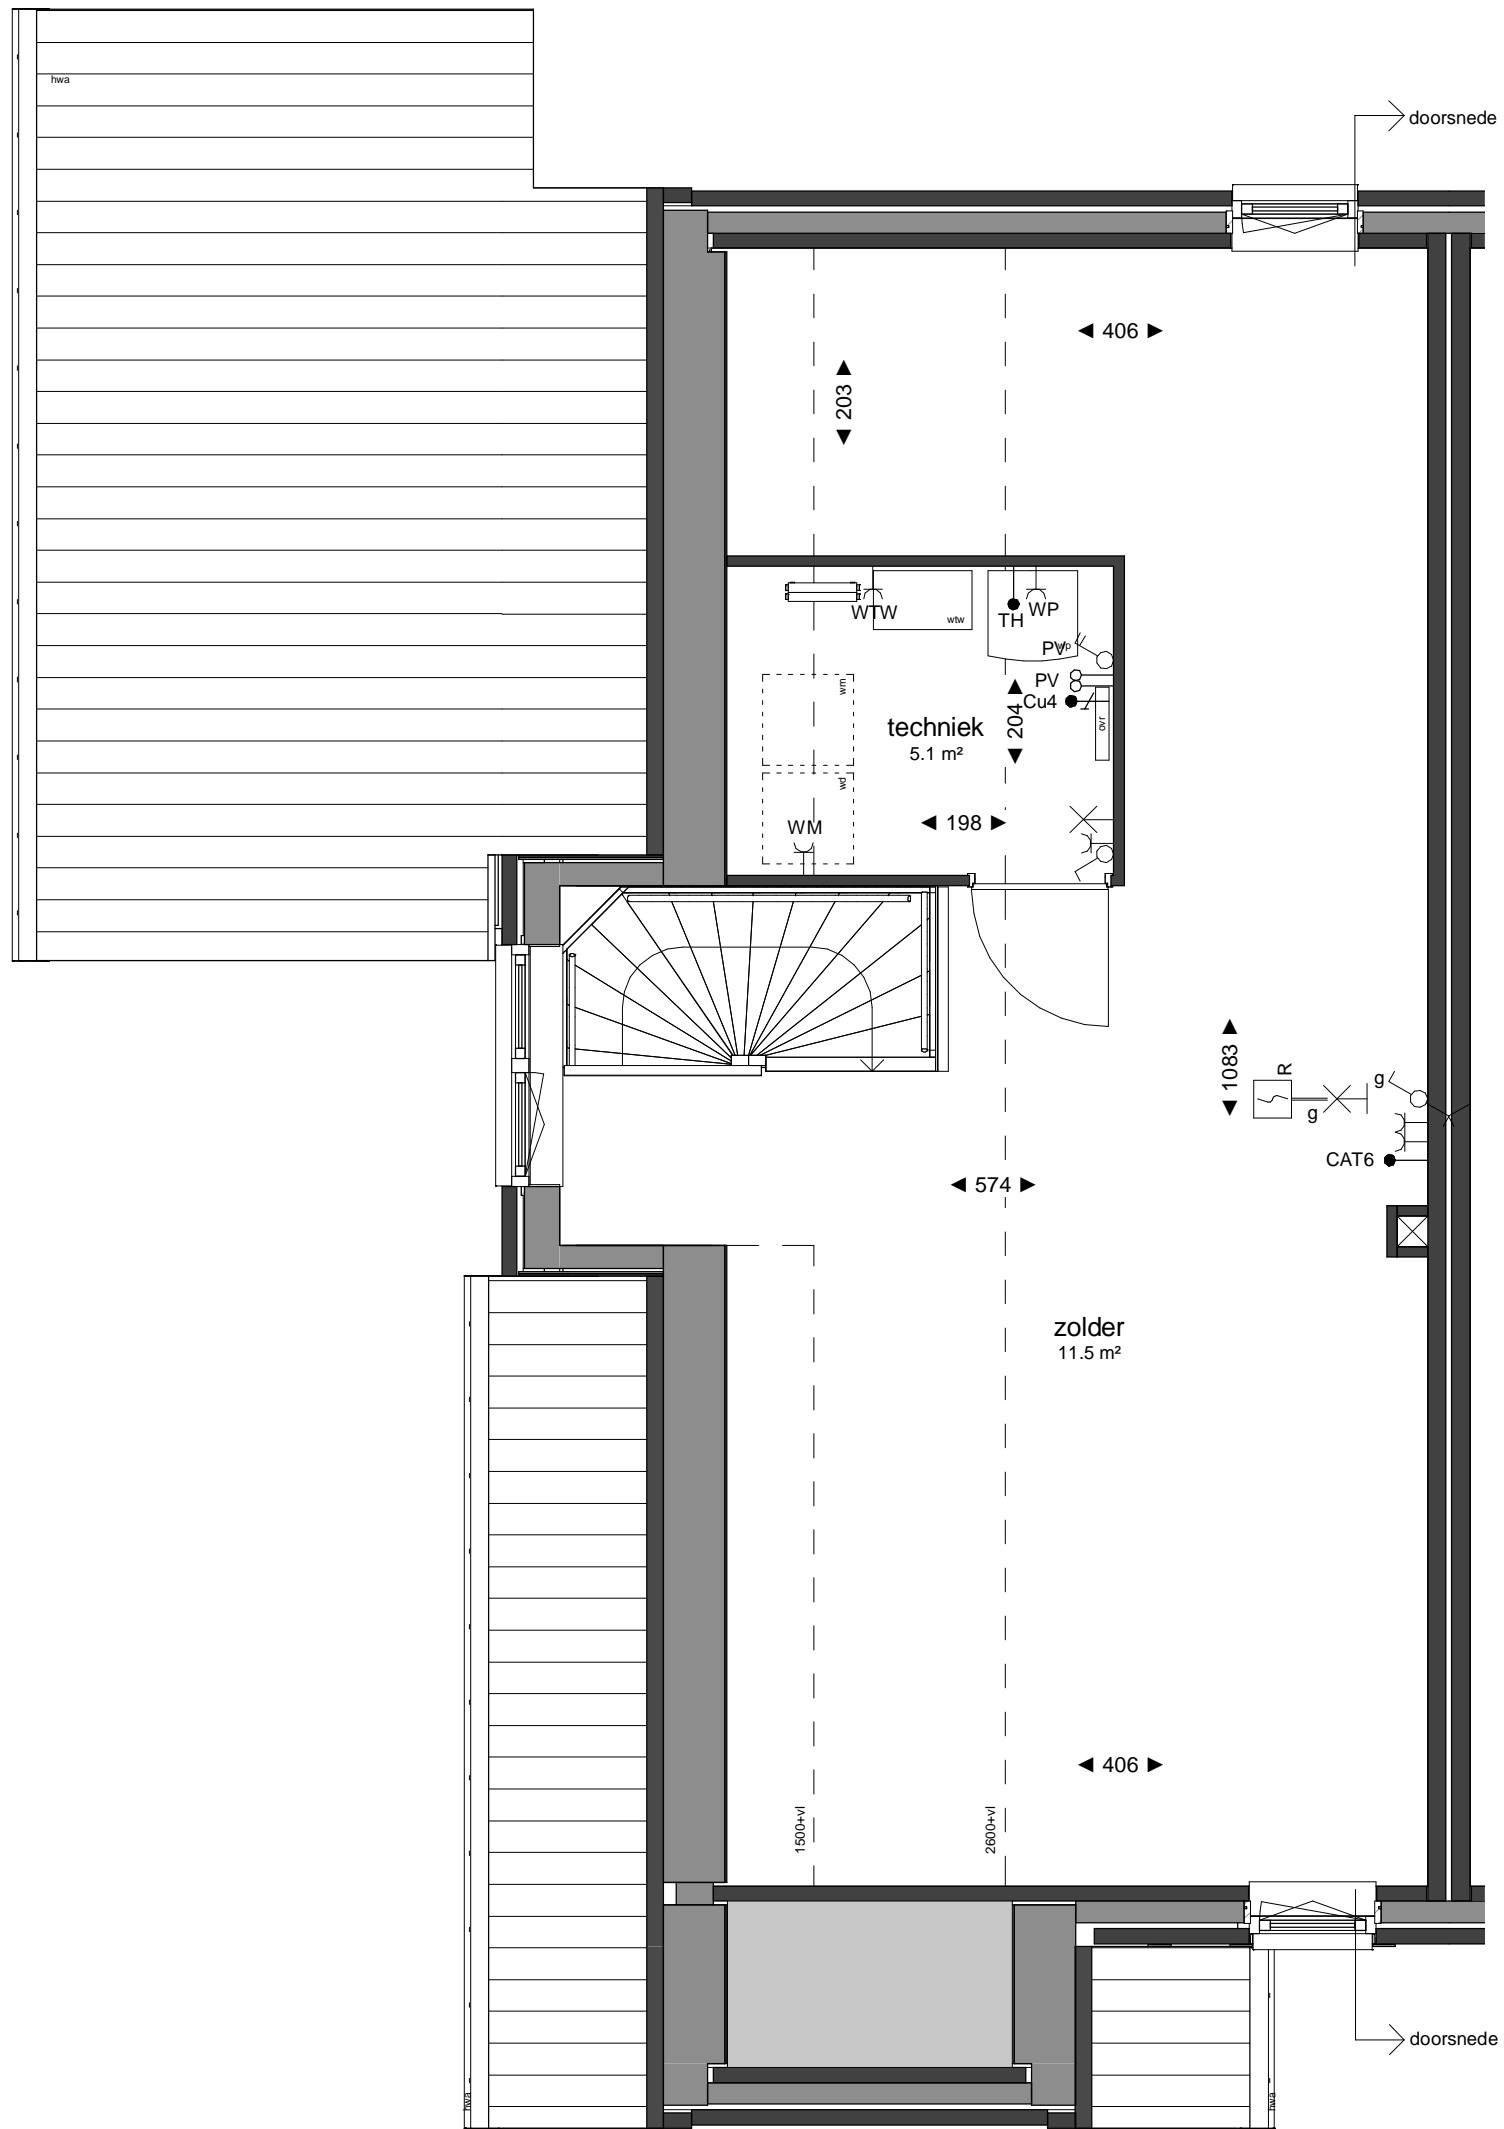 hwa
doorsnede
◄ 406 ►
◄ 203 ►
WTW
wtw
TH
WP
wp
PV
PV
Cu4
◄ 204 ►
ovr
wm
techniek
5.1 m²
wd
◄ 198 ►
WM
◄ 1083 ►
R
g
g
CAT6
◄ 574 ►
zolder
11.5 m²
◄ 406 ►
1500+vl
2600+vl
doorsnede
hwa
hwa